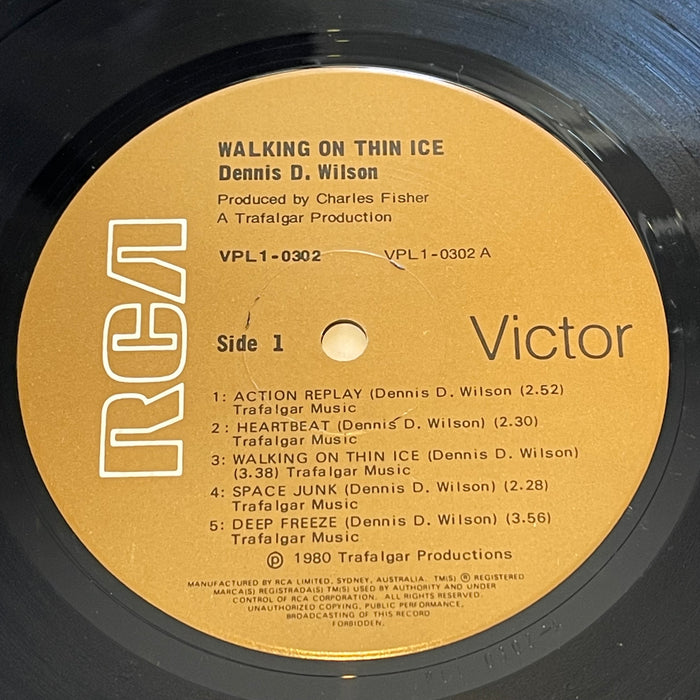 WALKING ON THIN ICE
Dennis D. Wilson
Produced by Charles Fisher
A Trafalgar Production
VPL1-0302 VPL1-0302 A
RCA
Side 1
Victor
1: ACTION REPLAY (Dennis D. Wilson (2.52)
Trafalgar Music
2: HEARTBEAT (Dennis D. Wilson) (2.30)
Trafalgar Music
3: WALKING ON THIN ICE (Dennis D. Wilson)
(3.38) Trafalgar Music
4: SPACE JUNK (Dennis D. Wilson) (2.28)
Trafalgar Music
5: DEEP FREEZE (Dennis D. Wilson) (3.56)
Trafalgar Music
℗ 1980 Trafalgar Productions
MANUFACTURED BY RCA LIMITED, SYDNEY, AUSTRALIA. TM(S) ® REGISTERED
MARCA(S) REGISTRADA(S) TM(S) USED BY AUTHORITY AND UNDER
CONTROL OF RCA CORPORATION. ALL RIGHTS RESERVED.
UNAUTHORIZED COPYING, PUBLIC PERFORMANCE,
BROADCASTING OF THIS RECORD
FORBIDDEN.